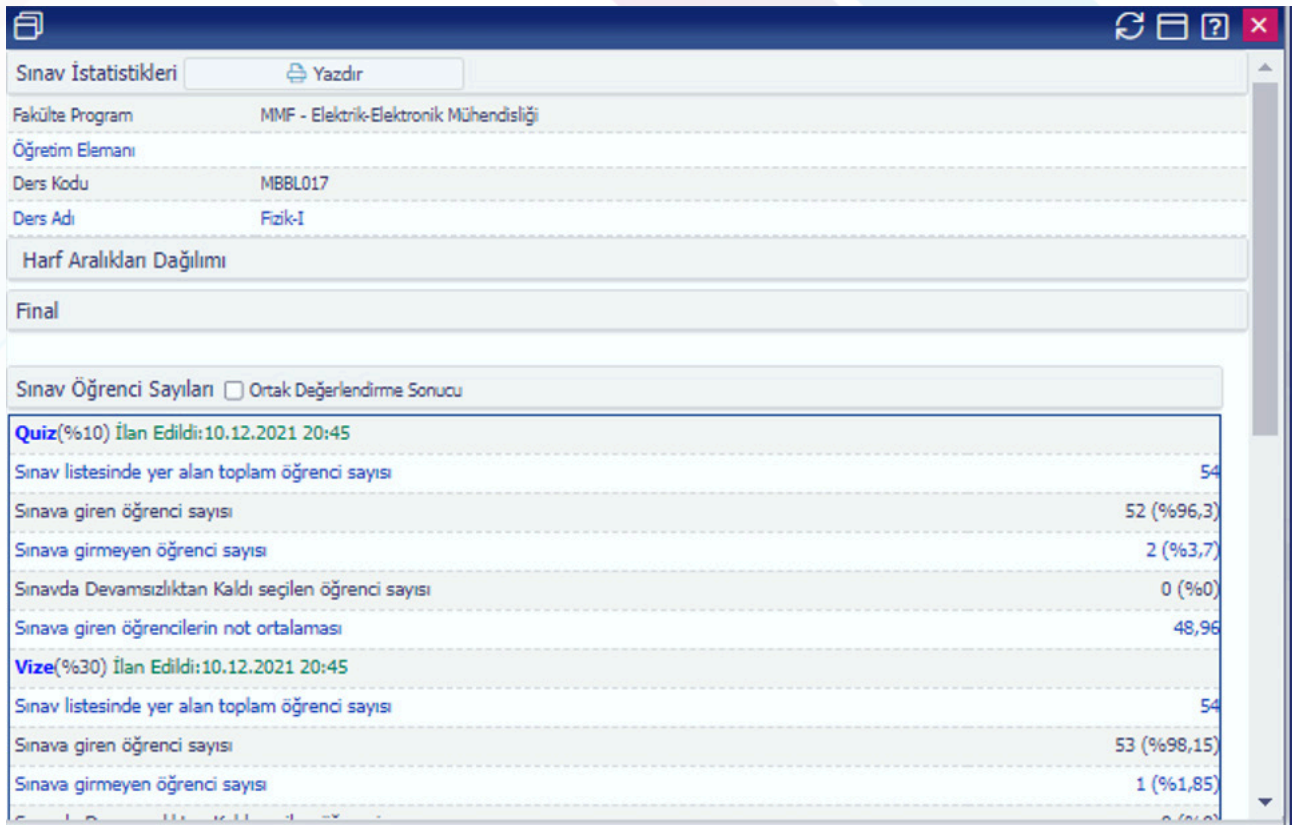 Sınav İstatistikleri Yazdır
Fakülte Program MMF - Elektrik-Elektronik Mühendisliği
Öğretim Elemanı
Ders Kodu MBBL017
Ders Adı Fizik-I
Harf Aralıkları Dağılımı
Final
Sınav Öğrenci Sayıları Ortak Değerlendirme Sonucu
Quiz(%10) İlan Edildi:10.12.2021 20:45
Sınav listesinde yer alan toplam öğrenci sayısı 54
Sınava giren öğrenci sayısı 52 (%96,3)
Sınava girmeyen öğrenci sayısı 2 (%3,7)
Sınavda Devamsızlıktan Kaldı seçilen öğrenci sayısı 0 (%0)
Sınava giren öğrencilerin not ortalaması 48,96
Vize(%30) İlan Edildi:10.12.2021 20:45
Sınav listesinde yer alan toplam öğrenci sayısı 54
Sınava giren öğrenci sayısı 53 (%98,15)
Sınava girmeyen öğrenci sayısı 1 (%1,85)